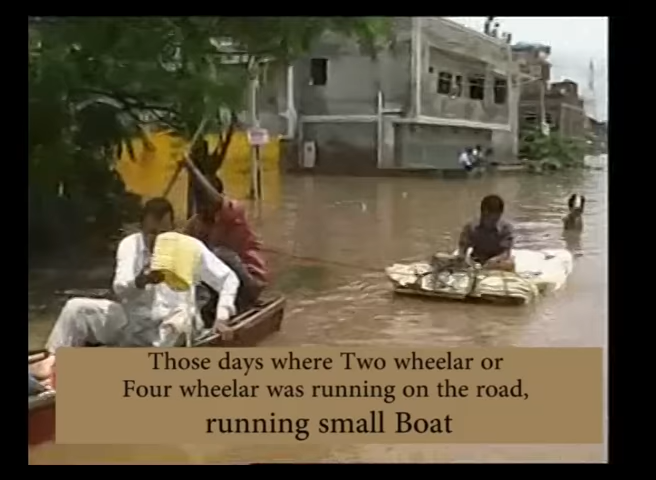 Those days where Two wheelar or
Four wheelar was running on the road,
running small Boat